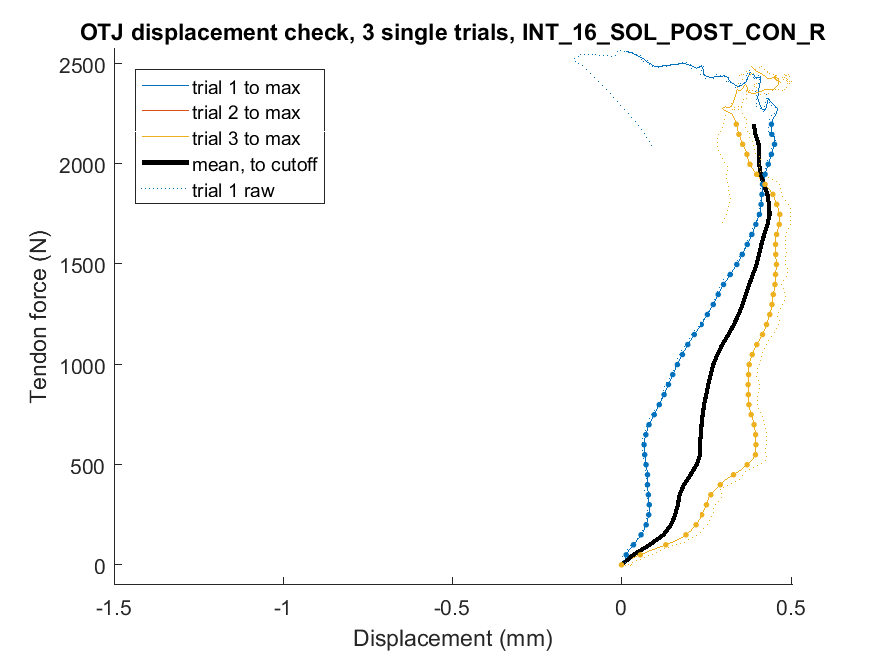 OTJ displacement check, 3 single trials, INT_16_SOL_POST_CON_R
2500
2000
1500
1000
500
0
Tendon force (N)
trial 1 to max
trial 2 to max
trial 3 to max
mean, to cutoff
trial 1 raw
-1.5
-1
-0.5
0
0.5
Displacement (mm)